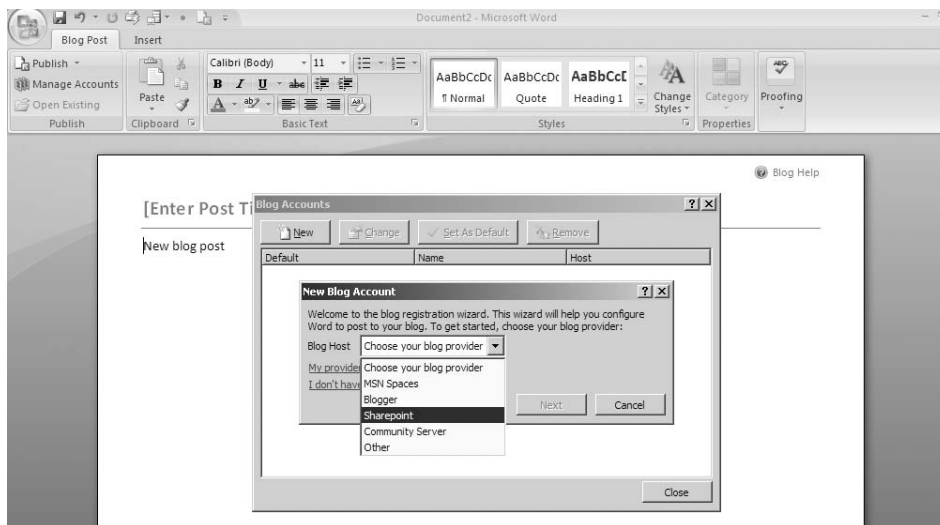 Document2 - Microsoft Word
Blog Post Insert
Publish
Manage Accounts
Open Existing
Publish
Paste
Clipboard
Calibri (Body) 11
B I U abc
A ab
Basic Text
AaBbCcDc AaBbCcDc AaBbCcI
¶ Normal Quote Heading 1
Styles
Change
Styles
Category
Properties
ABC
Proofing
Blog Help
[Enter Post Ti
New blog post
Blog Accounts
New Change Set As Default Remove
Default Name Host
New Blog Account
Welcome to the blog registration wizard. This wizard will help you configure
Word to post to your blog. To get started, choose your blog provider:
Blog Host Choose your blog provider
My provider
I don't have
Choose your blog provider
MSN Spaces
Blogger
Sharepoint
Community Server
Other
Next Cancel
Close